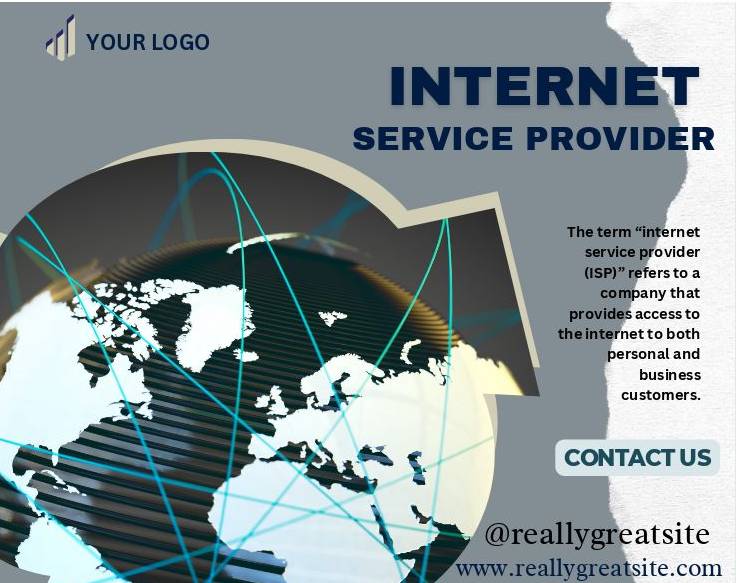 YOUR LOGO
INTERNET
SERVICE PROVIDER
The term “internet
service provider
(ISP)” refers to a
company that
provides access to
the internet to both
personal and
business
customers.
CONTACT US
@reallygreatsite
www.reallygreatsite.com